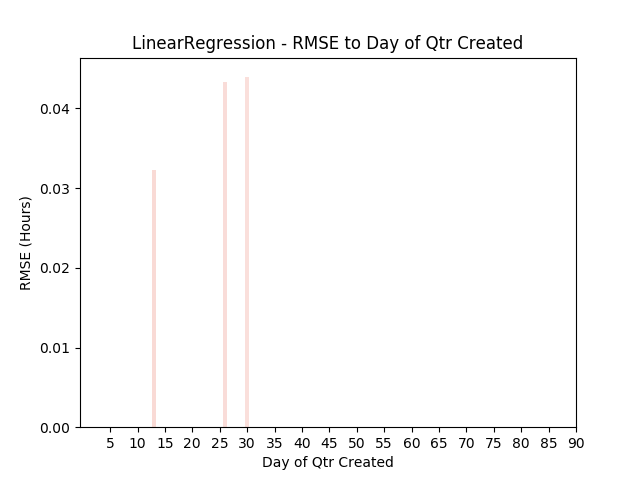 LinearRegression - RMSE to Day of Qtr Created
0.04
0.03
0.02
0.01
0.00
RMSE (Hours)
5 10 15 20 25 30 35 40 45 50 55 60 65 70 75 80 85 90
Day of Qtr Created